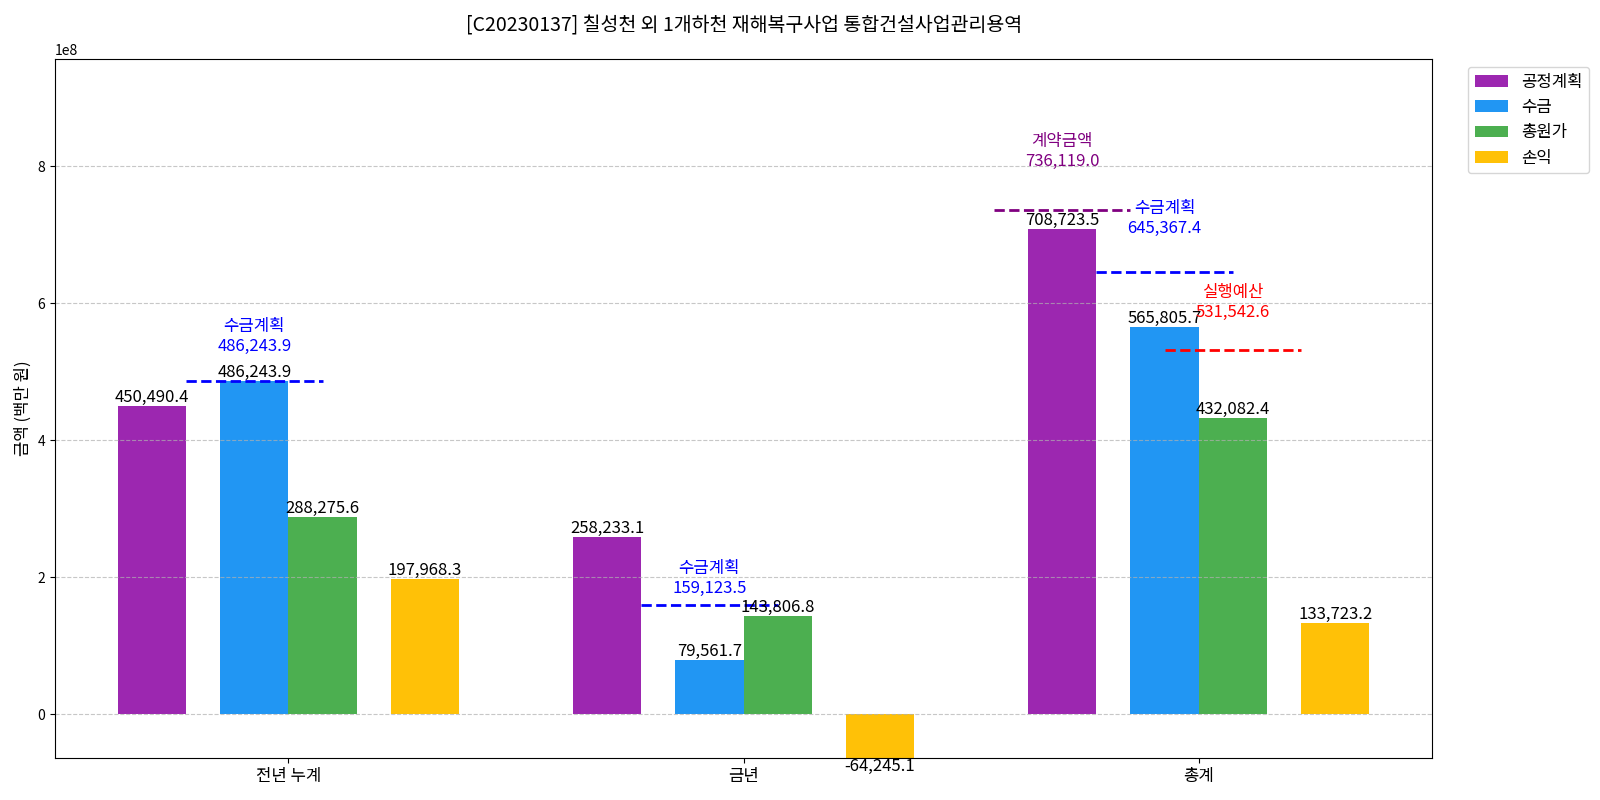 [C20230137] 칠성천 외 1개하천 재해복구사업 통합건설사업관리용역
1e8
공정계획
수금
총원가
손익
금액 (백만 원)
8
6
4
2
0
계약금액
736,119.0
708,723.5
수금계획
645,367.4
실행예산
531,542.6
565,805.7
432,082.4
133,723.2
수금계획
486,243.9
486,243.9
450,490.4
288,275.6
197,968.3
258,233.1
수금계획
159,123.5
143,806.8
79,561.7
-64,245.1
전년 누계
금년
총계